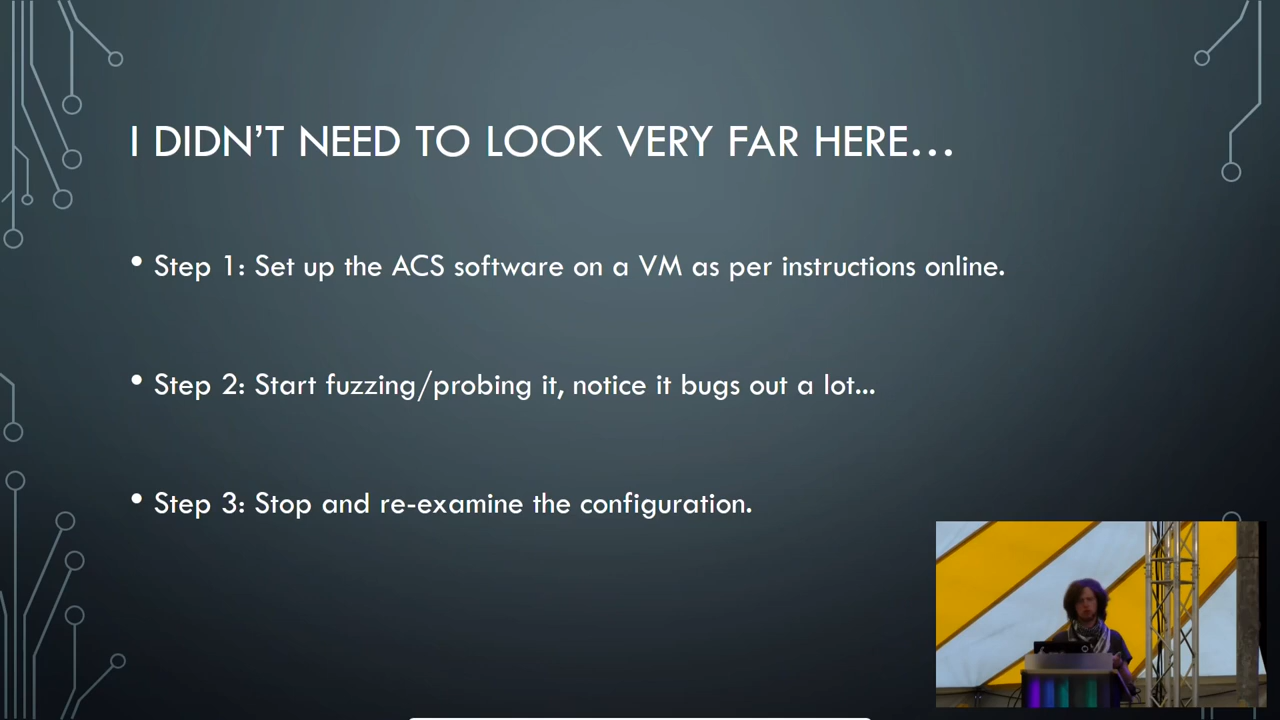 I DIDN'T NEED TO LOOK VERY FAR HERE...
• Step 1: Set up the ACS software on a VM as per instructions online.
• Step 2: Start fuzzing/probing it, notice it bugs out a lot...
• Step 3: Stop and re-examine the configuration.